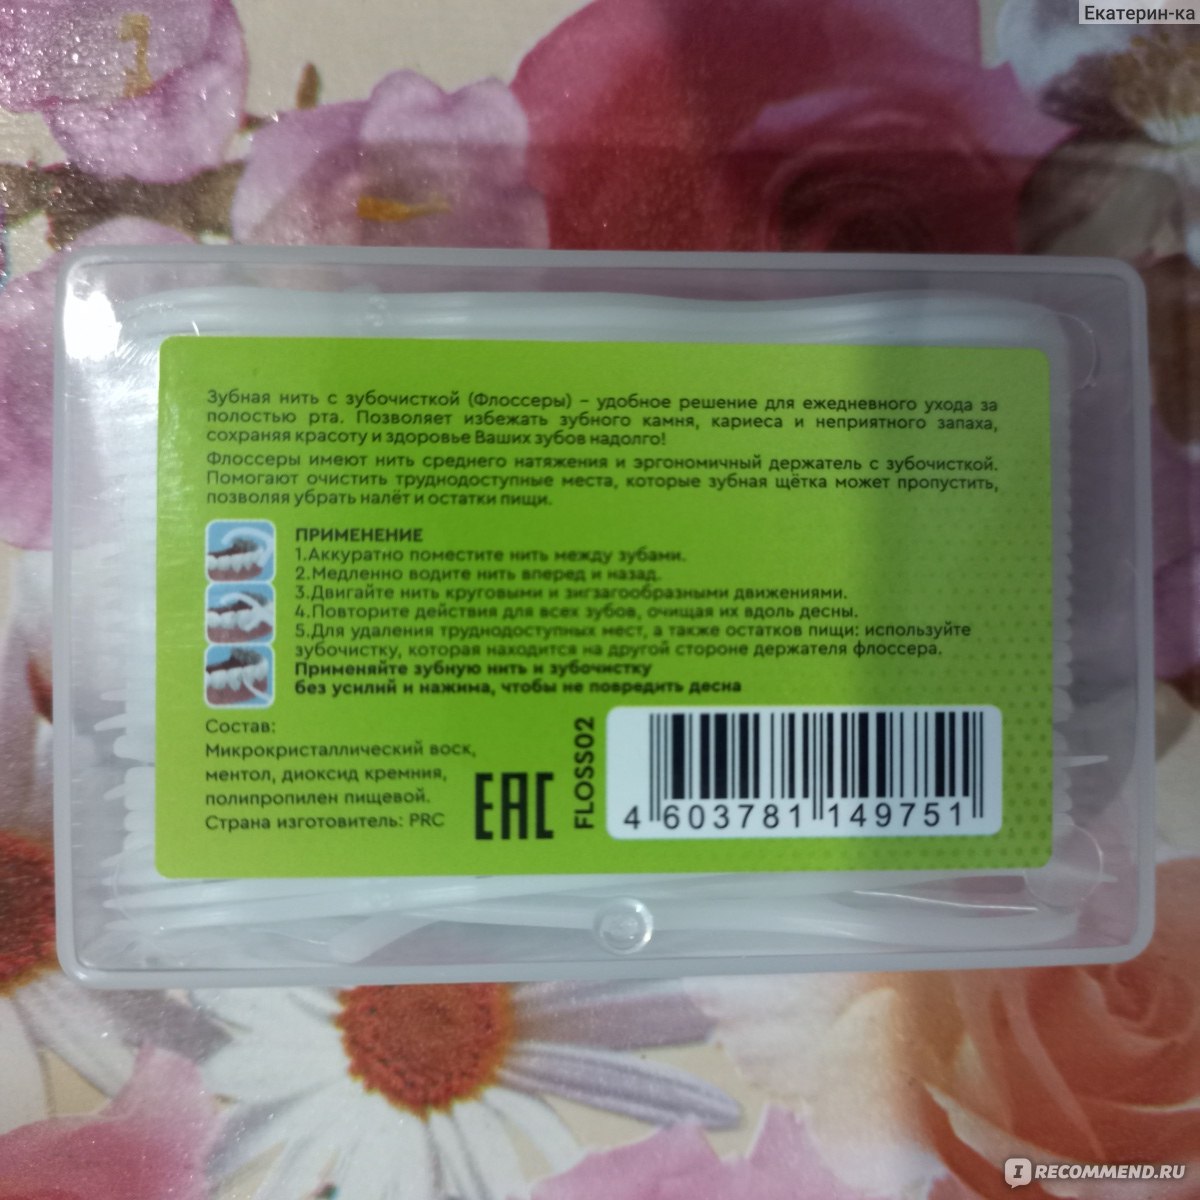 Екатерин-ка
Зубная нить с зубочисткой (Флоссеры) – удобное решение для ежедневного ухода за
полостью рта. Позволяет избежать зубного камня, кариеса и неприятного запаха,
сохраняя красоту и здоровье Ваших зубов надолго!
Флоссеры имеют нить среднего натяжения и эргономичный держатель с зубочисткой.
Помогают очистить труднодоступные места, которые зубная щётка может пропустить,
позволяя убрать налёт и остатки пищи.
ПРИМЕНЕНИЕ
1.Аккуратно поместите нить между зубами.
2.Медленно водите нить вперед и назад.
3.Двигайте нить круговыми и зигзагообразными движениями.
4.Повторите действия для всех зубов, очищая их вдоль десны.
5.Для удаления труднодоступных мест, а также остатков пищи: используйте
зубочистку, которая находится на другой стороне держателя флоссера.
Применяйте зубную нить и зубочистку
без усилий и нажима, чтобы не повредить десна
Состав:
Микрокристаллический воск,
ментол, диоксид кремния,
полипропилен пищевой.
Страна изготовитель: PRC
EAC
FLOSS02
4 603781 149751
RECOMMEND.RU